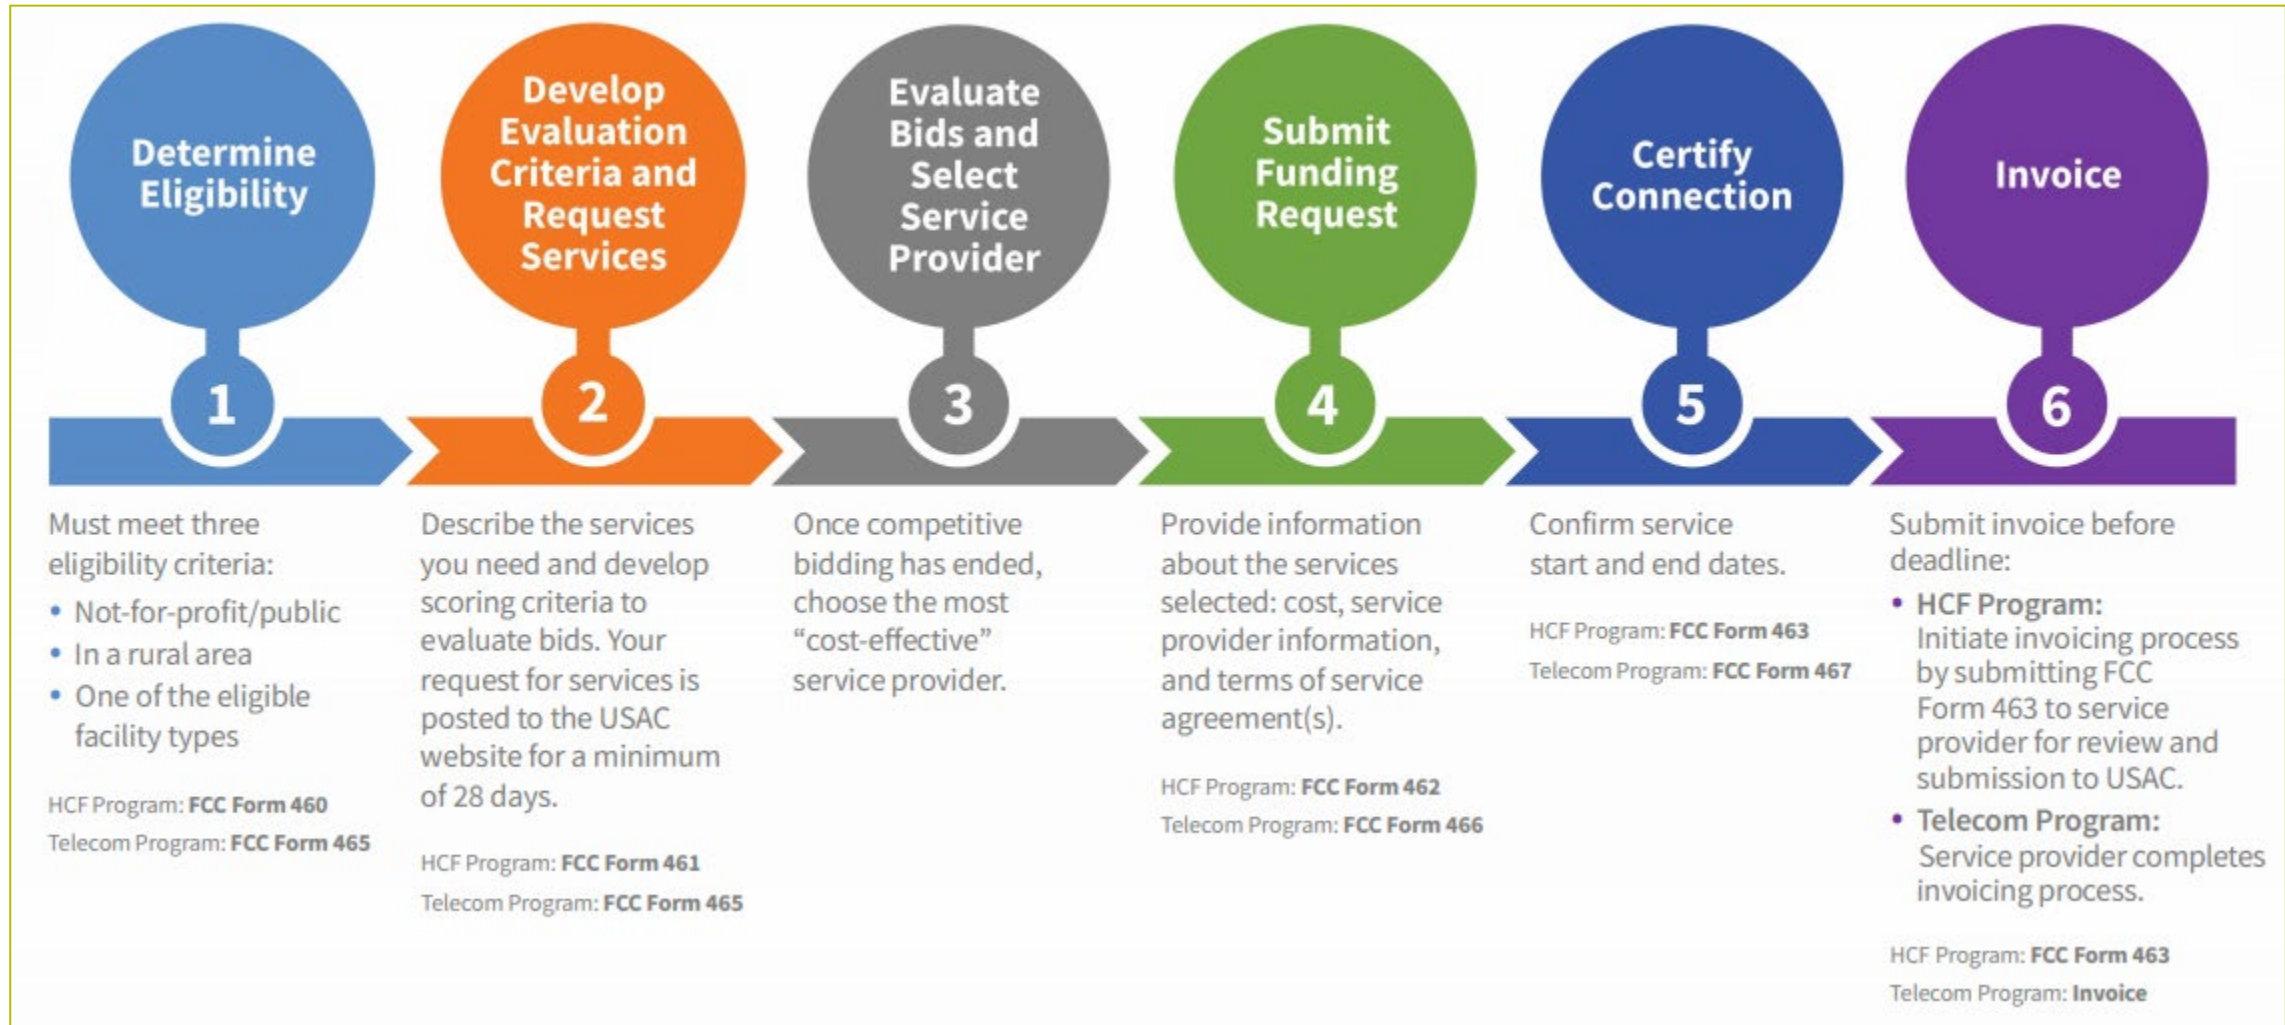 Determine
Eligibility
1
Must meet three
eligibility criteria:
• Not-for-profit/public
• In a rural area
• One of the eligible
facility types
HCF Program: FCC Form 460
Telecom Program: FCC Form 465
Develop
Evaluation
Criteria and
Request
Services
2
Describe the services
you need and develop
scoring criteria to
evaluate bids. Your
request for services is
posted to the USAC
website for a minimum
of 28 days.
HCF Program: FCC Form 461
Telecom Program: FCC Form 465
Evaluate
Bids and
Select
Service
Provider
3
Once competitive
bidding has ended,
choose the most
“cost-effective”
service provider.
Submit
Funding
Request
4
Provide information
about the services
selected: cost, service
provider information,
and terms of service
agreement(s).
HCF Program: FCC Form 462
Telecom Program: FCC Form 466
Certify
Connection
5
Confirm service
start and end dates.
HCF Program: FCC Form 463
Telecom Program: FCC Form 467
Invoice
6
Submit invoice before
deadline:
• HCF Program:
Initiate invoicing process
by submitting FCC
Form 463 to service
provider for review and
submission to USAC.
• Telecom Program:
Service provider completes
invoicing process.
HCF Program: FCC Form 463
Telecom Program: Invoice